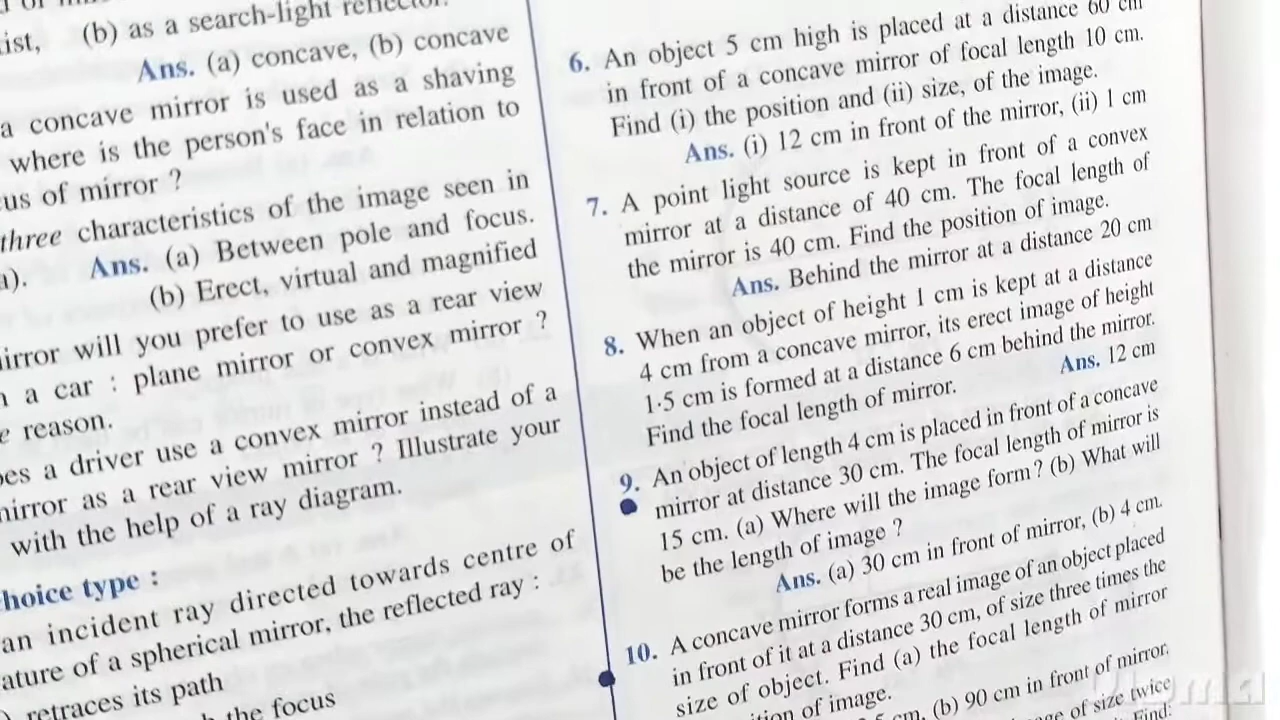 ist, (b) as a search-light reflector.
Ans. (a) concave, (b) concave
a concave mirror is used as a shaving
where is the person's face in relation to
us of mirror ?
three characteristics of the image seen in
a). Ans. (a) Between pole and focus.
(b) Erect, virtual and magnified
irror will you prefer to use as a rear view
a car : plane mirror or convex mirror ?
e reason.
es a driver use a convex mirror instead of a
mirror as a rear view mirror ? Illustrate your
with the help of a ray diagram.
hoice type :
an incident ray directed towards centre of
ature of a spherical mirror, the reflected ray :
retraces its path
the focus
6. An object 5 cm high is placed at a distance 60 cm
in front of a concave mirror of focal length 10 cm.
Find (i) the position and (ii) size, of the image.
Ans. (i) 12 cm in front of the mirror, (ii) 1 cm
7. A point light source is kept in front of a convex
mirror at a distance of 40 cm. The focal length of
the mirror is 40 cm. Find the position of image.
Ans. Behind the mirror at a distance 20 cm
8. When an object of height 1 cm is kept at a distance
4 cm from a concave mirror, its erect image of height
1·5 cm is formed at a distance 6 cm behind the mirror.
Find the focal length of mirror. Ans. 12 cm
9. An object of length 4 cm is placed in front of a concave
mirror at distance 30 cm. The focal length of mirror is
15 cm. (a) Where will the image form ? (b) What will
be the length of image ?
Ans. (a) 30 cm in front of mirror, (b) 4 cm.
10. A concave mirror forms a real image of an object placed
in front of it at a distance 30 cm, of size three times the
size of object. Find (a) the focal length of mirror
tion of image.
5 cm, (b) 90 cm in front of mirror.
age of size twice
Find: